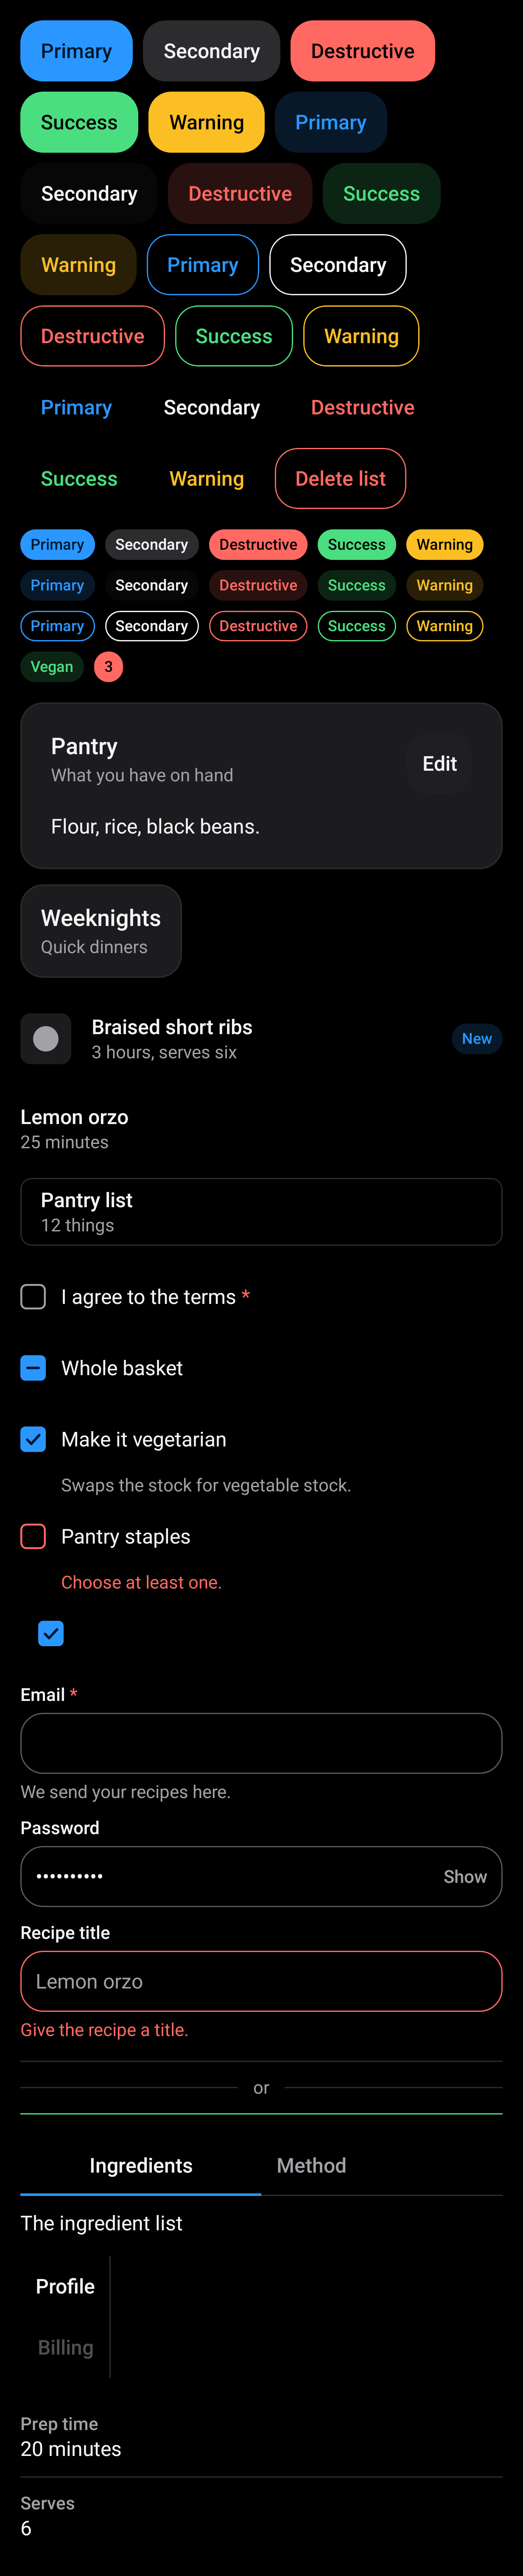 Primary Secondary Destructive
Success Warning Primary
Secondary Destructive Success
Warning Primary Secondary
Destructive Success Warning
Primary Secondary Destructive
Success Warning Delete list
Primary Secondary Destructive Success Warning
Primary Secondary Destructive Success Warning
Primary Secondary Destructive Success Warning
Vegan 3
Pantry
What you have on hand
Edit
Flour, rice, black beans.
Weeknights
Quick dinners
Braised short ribs
3 hours, serves six
New
Lemon orzo
25 minutes
Pantry list
12 things
I agree to the terms *
Whole basket
Make it vegetarian
Swaps the stock for vegetable stock.
Pantry staples
Choose at least one.
Email *
We send your recipes here.
Password
•••••••••• Show
Recipe title
Lemon orzo
Give the recipe a title.
or
Ingredients Method
The ingredient list
Profile
Billing
Prep time
20 minutes
Serves
6